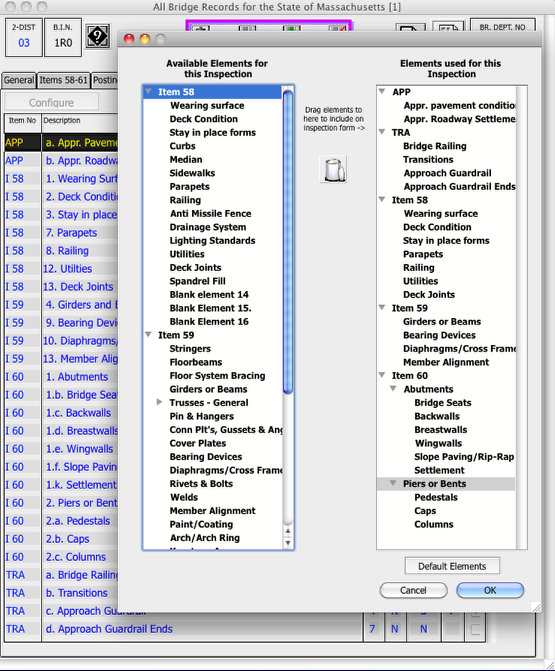 All Bridge Records for the State of Massachusetts [1]
2-DIST
03
B.I.N.
1R0
BR. DEPT. NO
General
Items 58-61
Configure
Item No
Description
APP a. Appr. Paveme
APP b. Appr. Roadwa
I 58 1. Wearing Surf
I 58 2. Deck Conditi
I 58 3. Stay in place
I 58 7. Parapets
I 58 8. Railing
I 58 12. Utilties
I 58 13. Deck Joints
I 59 4. Girders and B
I 59 9. Bearing Devi
I 59 10. Diaphragms/
I 59 13. Member Alig
I 60 1. Abutments
I 60 1.b. Bridge Sea
I 60 1.c. Backwalls
I 60 1.d. Breastwalls
I 60 1.e. Wingwalls
I 60 1.f. Slope Pavin
I 60 1.k. Settlement
I 60 2. Piers or Bent
I 60 2.a. Pedestals
I 60 2.b. Caps
I 60 2.c. Columns
TRA a. Bridge Railing
TRA b. Transitions
TRA c. Approach Guardrail
TRA d. Approach Guardrail Ends 7 N N
Available Elements for
this Inspection
Item 58
Wearing surface
Deck Condition
Stay in place forms
Curbs
Median
Sidewalks
Parapets
Railing
Anti Missile Fence
Drainage System
Lighting Standards
Utilities
Deck Joints
Spandrel Fill
Blank element 14
Blank element 15.
Blank element 16
Item 59
Stringers
Floorbeams
Floor System Bracing
Girders or Beams
Trusses - General
Pin & Hangers
Conn Plt's, Gussets & Ang
Cover Plates
Bearing Devices
Diaphragms/Cross Frame
Rivets & Bolts
Welds
Member Alignment
Paint/Coating
Arch/Arch Ring
Drag elements to
here to include on
inspection form ->
Elements used for this
Inspection
APP
Appr. pavement conditio
Appr. Roadway Settleme
TRA
Bridge Railing
Transitions
Approach Guardrail
Approach Guardrail Ends
Item 58
Wearing surface
Deck Condition
Stay in place forms
Parapets
Railing
Utilities
Deck Joints
Item 59
Girders or Beams
Bearing Devices
Diaphragms/Cross Frame
Member Alignment
Item 60
Abutments
Bridge Seats
Backwalls
Breastwalls
Wingwalls
Slope Paving/Rip-Rap
Settlement
Piers or Bents
Pedestals
Caps
Columns
Default Elements
Cancel
OK